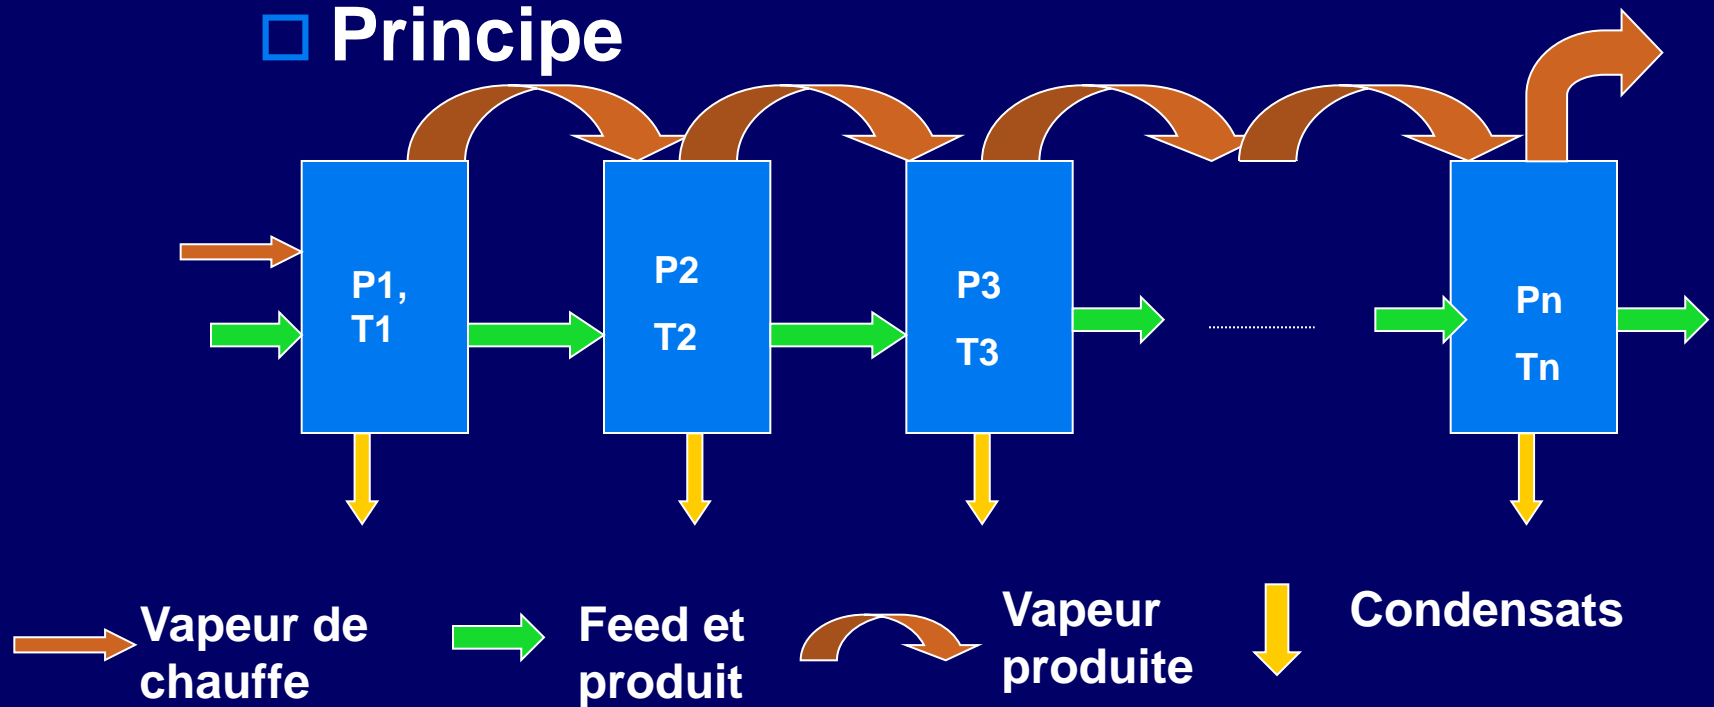 Principe
P1,
T1
P2
T2
P3
T3
Pn
Tn
Vapeur de
chauffe
Feed et
produit
Vapeur
produite
Condensats